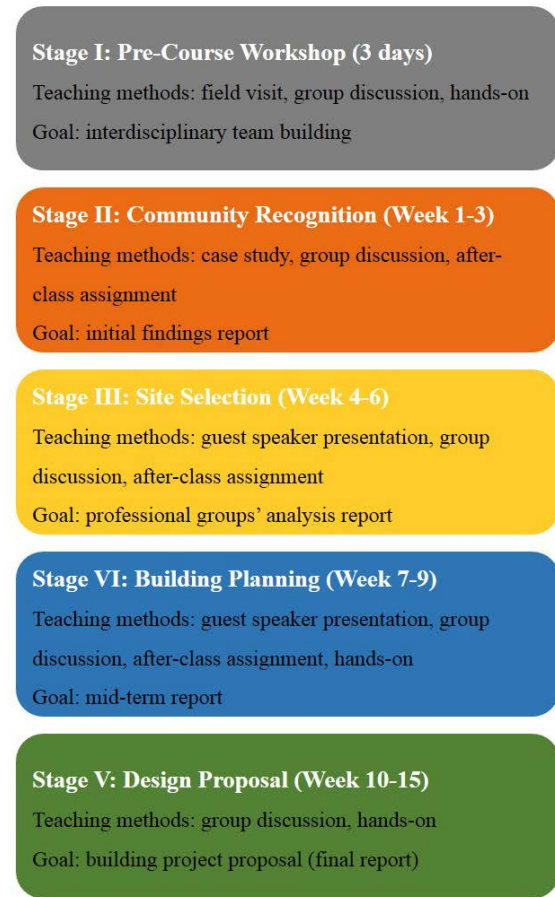 Stage I: Pre-Course Workshop (3 days)
Teaching methods: field visit, group discussion, hands-on
Goal: interdisciplinary team building
Stage II: Community Recognition (Week 1-3)
Teaching methods: case study, group discussion, after-
class assignment
Goal: initial findings report
Stage III: Site Selection (Week 4-6)
Teaching methods: guest speaker presentation, group
discussion, after-class assignment
Goal: professional groups’ analysis report
Stage VI: Building Planning (Week 7-9)
Teaching methods: guest speaker presentation, group
discussion, after-class assignment, hands-on
Goal: mid-term report
Stage V: Design Proposal (Week 10-15)
Teaching methods: group discussion, hands-on
Goal: building project proposal (final report)